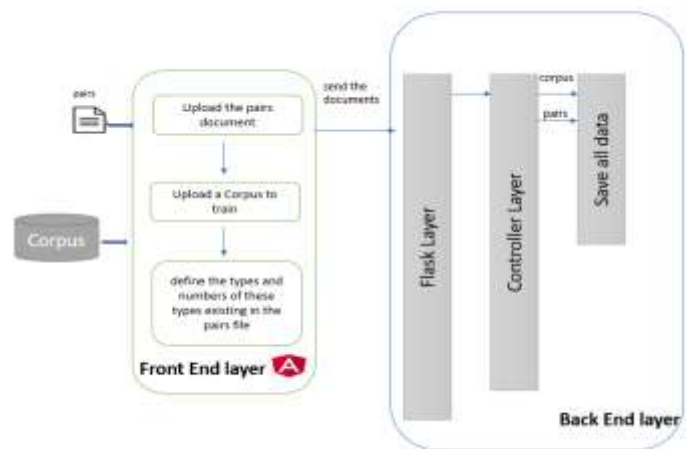 pairs
Upload the pairs
document
Upload a Corpus to
train
Corpus
define the types and
numbers of these
types existing in the
pairs file
Front End layer
send the
documents
Flask Layer
Controller Layer
corpus
pairs
Save all data
Back End layer